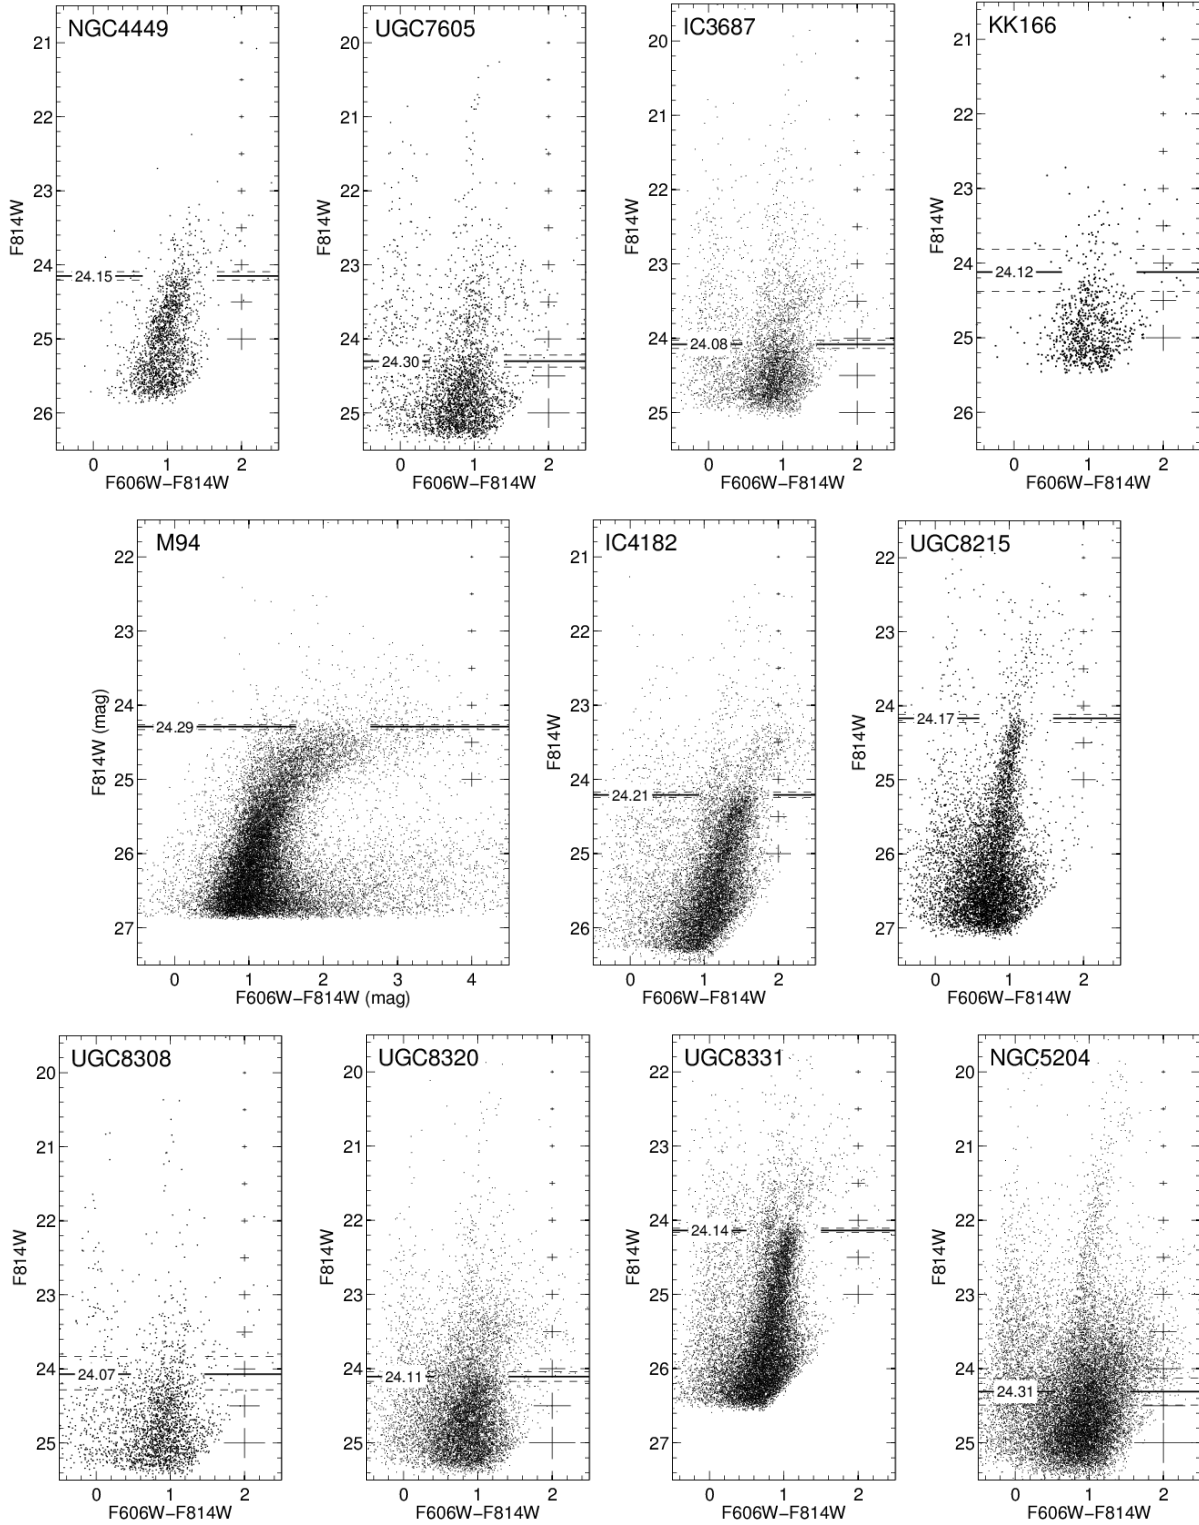 NGC4449
21
22
23
24
25
26
F814W
24.15
0 1 2
F606W−F814W
UGC7605
20
21
22
23
24
25
F814W
24.30
0 1 2
F606W−F814W
IC3687
20
21
22
23
24
25
F814W
24.08
0 1 2
F606W−F814W
KK166
21
22
23
24
25
26
F814W
24.12
0 1 2
F606W−F814W
M94
22
23
24
25
26
27
F814W (mag)
24.29
0 1 2 3 4
F606W−F814W (mag)
IC4182
21
22
23
24
25
26
F814W
24.21
0 1 2
F606W−F814W
UGC8215
22
23
24
25
26
27
F814W
24.17
0 1 2
F606W−F814W
UGC8308
20
21
22
23
24
25
F814W
24.07
0 1 2
F606W−F814W
UGC8320
20
21
22
23
24
25
F814W
24.11
0 1 2
F606W−F814W
UGC8331
22
23
24
25
26
27
F814W
24.14
0 1 2
F606W−F814W
NGC5204
20
21
22
23
24
25
F814W
24.31
0 1 2
F606W−F814W